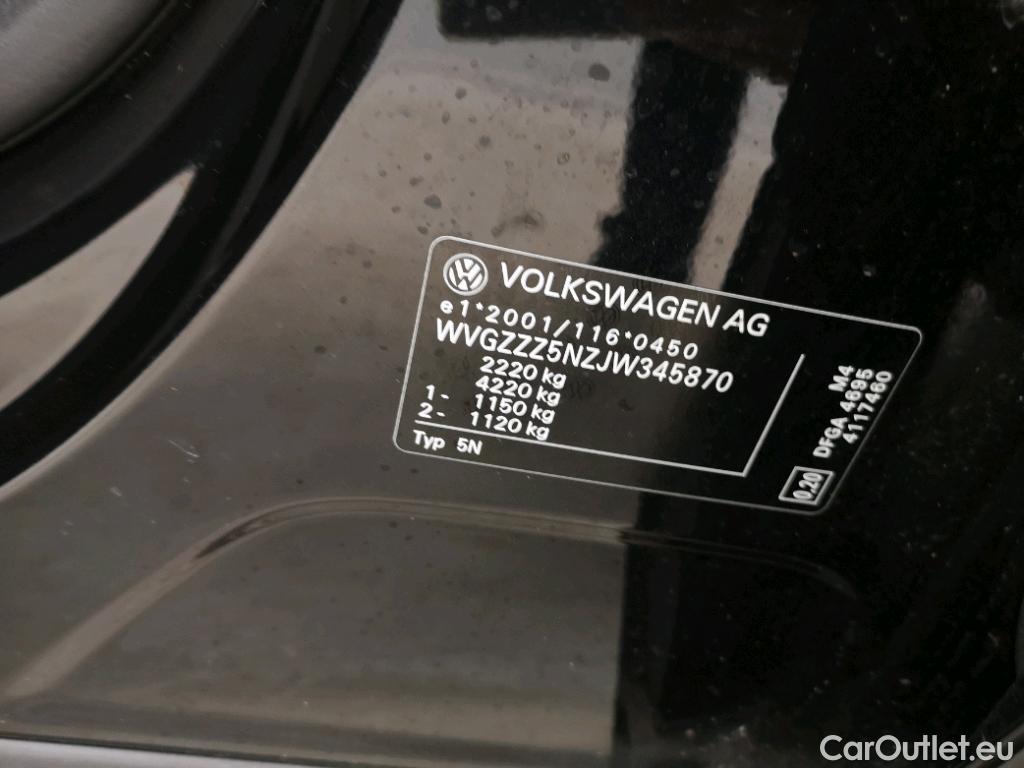 VOLKSWAGEN AG
e1*2001/116*0450
WVGZZZ5NZJW345870
2220 kg
4220 kg
1- 1150 kg
2- 1120 kg
Typ 5N
M4
DFGA 4695
4117460
0.20
CarOutlet.eu